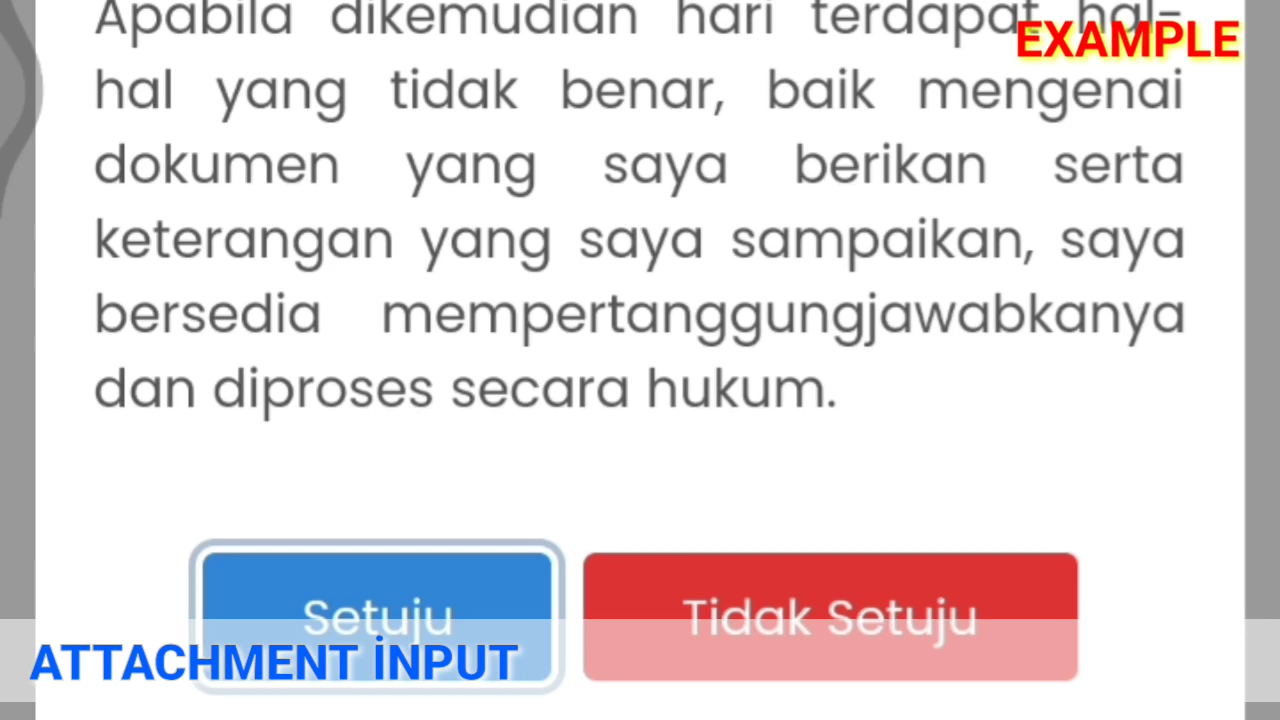 Apabila dikemudian hari terdapat hal-
EXAMPLE
hal yang tidak benar, baik mengenai
dokumen yang saya berikan serta
keterangan yang saya sampaikan, saya
bersedia mempertanggungjawabkanya
dan diproses secara hukum.
Setuju
Tidak Setuju
ATTACHMENT İNPUT